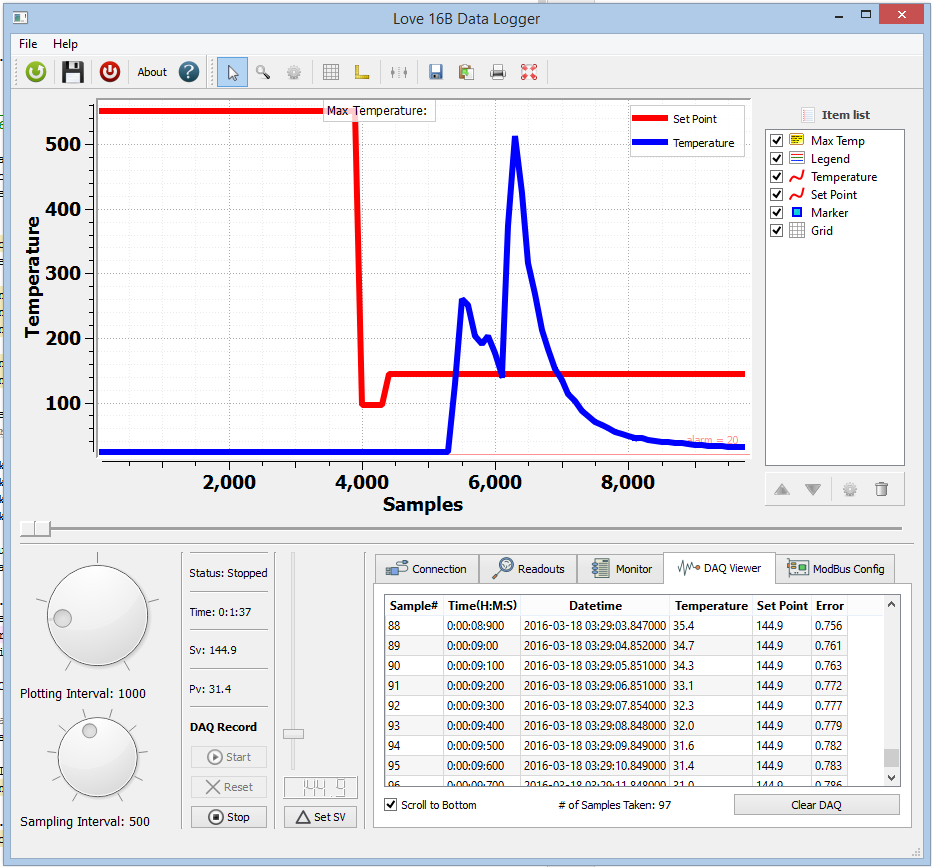 Love 16B Data Logger
File Help
About
Max Temperature:
Set Point
Temperature
500
400
300
200
100
Temperature
alarm = 20
2,000 4,000 6,000 8,000
Samples
Item list
Max Temp
Legend
Temperature
Set Point
Marker
Grid
Plotting Interval: 1000
Sampling Interval: 500
Status: Stopped
Time: 0:1:37
Sv: 144.9
Pv: 31.4
DAQ Record
Start
Reset
Stop
144.9
Set SV
Connection Readouts Monitor DAQ Viewer ModBus Config
Sample# Time(H:M:S) Datetime Temperature Set Point Error
88 0:00:08:900 2016-03-18 03:29:03.847000 35.4 144.9 0.756
89 0:00:09:00 2016-03-18 03:29:04.852000 34.7 144.9 0.761
90 0:00:09:100 2016-03-18 03:29:05.851000 34.3 144.9 0.763
91 0:00:09:200 2016-03-18 03:29:06.851000 33.1 144.9 0.772
92 0:00:09:300 2016-03-18 03:29:07.854000 32.3 144.9 0.777
93 0:00:09:400 2016-03-18 03:29:08.848000 32.0 144.9 0.779
94 0:00:09:500 2016-03-18 03:29:09.849000 31.6 144.9 0.782
95 0:00:09:600 2016-03-18 03:29:10.849000 31.4 144.9 0.783
96 0:00:09:700 2016-03-18 03:29:11.848000 31.0 144.9 0.786
Scroll to Bottom
# of Samples Taken: 97
Clear DAQ